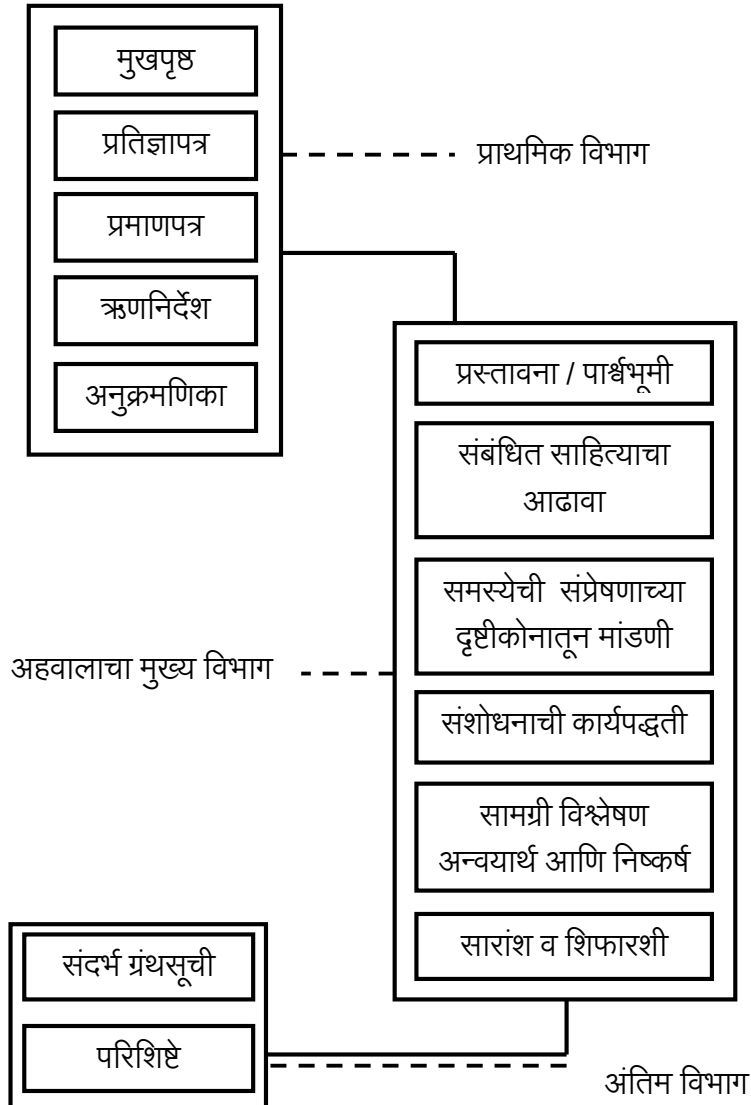 मुखपृष्ठ
प्रतिज्ञापत्र
प्राथमिक विभाग
प्रमाणपत्र
ऋणनिर्देश
अनुक्रमणिका
प्रस्तावना / पार्श्वभूमी
संबंधित साहित्याचा
आढावा
समस्येची संप्रेषणाच्या
दृष्टीकोनातून मांडणी
अहवालाचा मुख्य विभाग
संशोधनाची कार्यपद्धती
सामग्री विश्लेषण
अन्वयार्थ आणि निष्कर्ष
सारांश व शिफारशी
संदर्भ ग्रंथसूची
परिशिष्टे
अंतिम विभाग